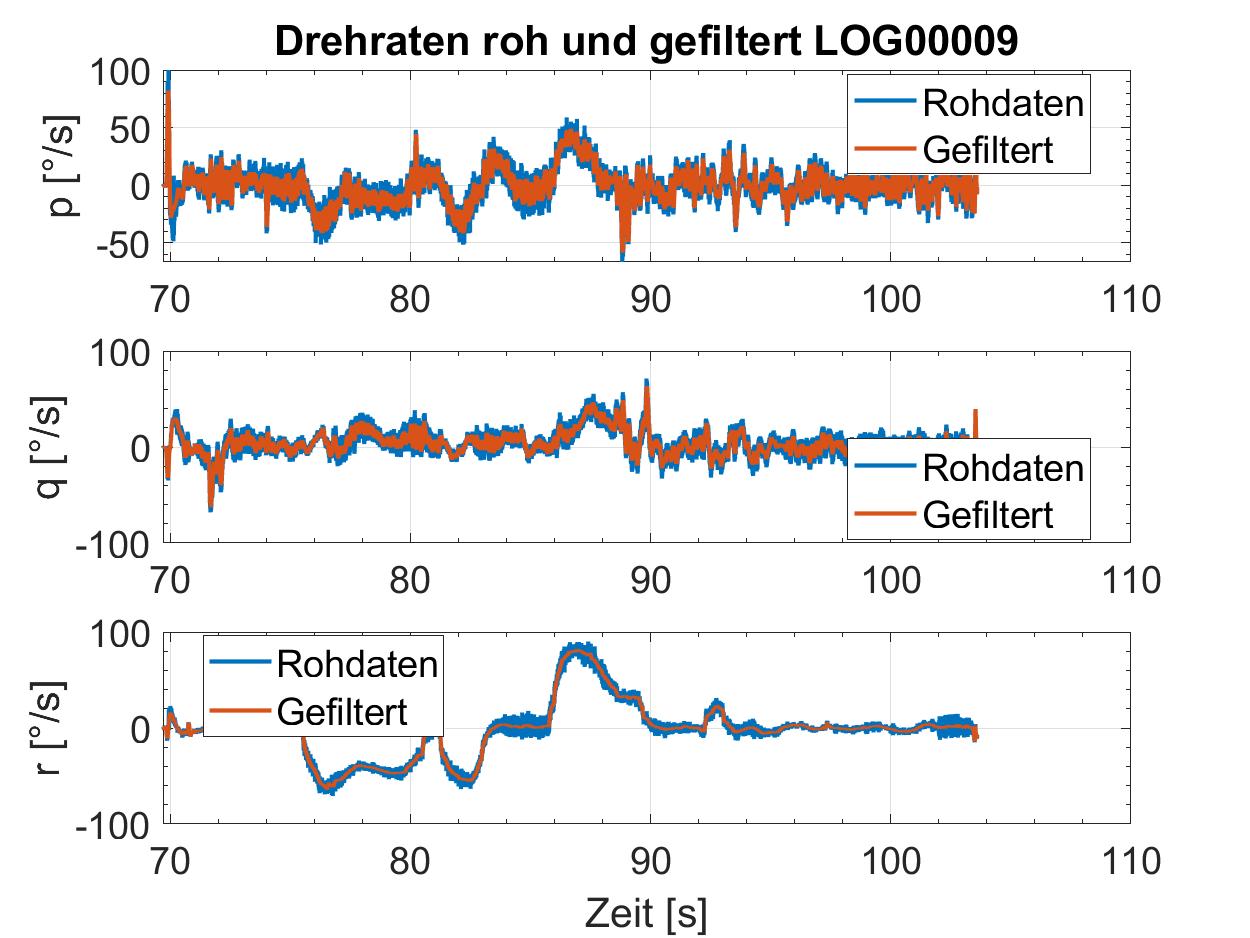 Drehraten roh und gefiltert LOG00009
100
50
0
-50
p [°/s]
Rohdaten
Gefiltert
70 80 90 100 110
100
0
-100
q [°/s]
Rohdaten
Gefiltert
70 80 90 100 110
100
0
-100
r [°/s]
Rohdaten
Gefiltert
70 80 90 100 110
Zeit [s]